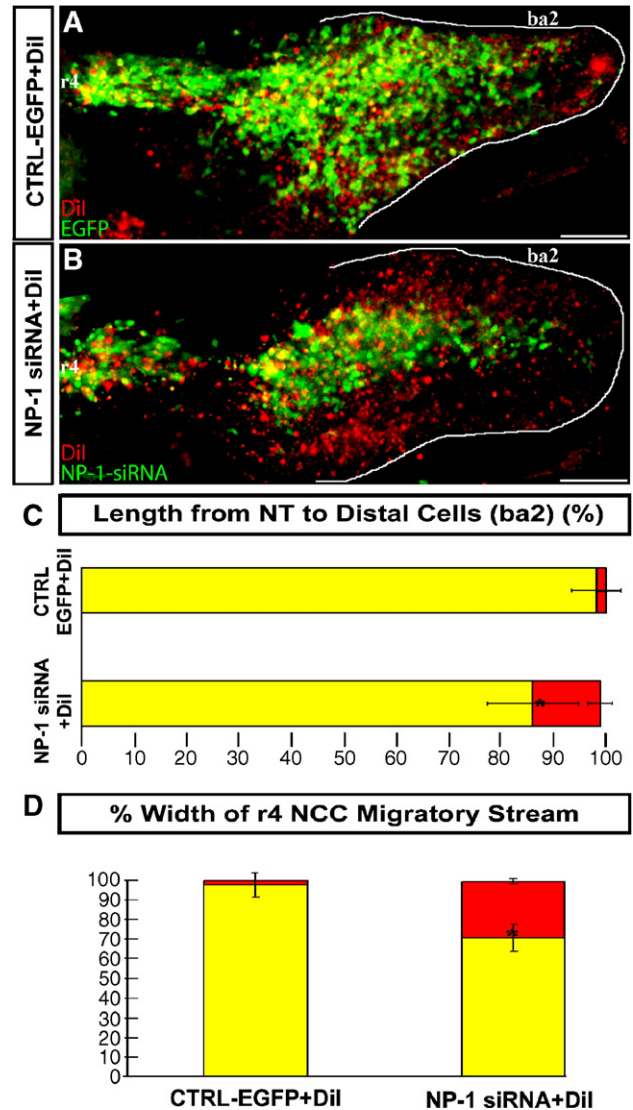 CTRL-EGFP+DiI
A
ba2
r4
DiI
EGFP
NP-1 siRNA+DiI
B
ba2
r4
DiI
NP-1-siRNA
C
Length from NT to Distal Cells (ba2) (%)
CTRL
EGFP+DiI
*
NP-1 siRNA
+DiI
0 10 20 30 40 50 60 70 80 90 100
D
% Width of r4 NCC Migratory Stream
100
90
80
70
60
50
40
30
20
10
0
*
CTRL-EGFP+DiI NP-1 siRNA+DiI